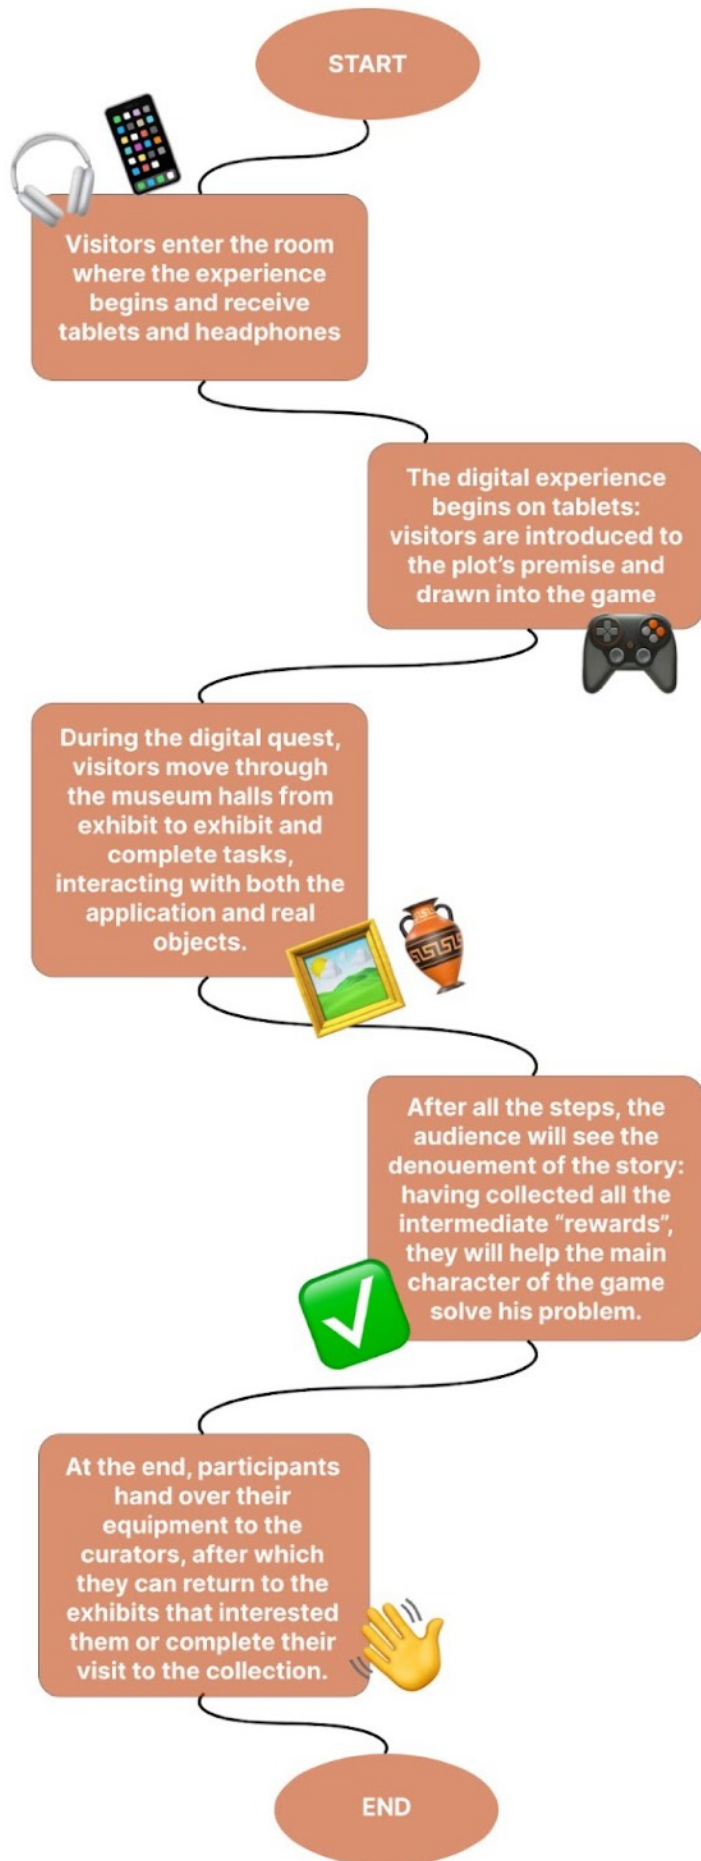 START
Visitors enter the room
where the experience
begins and receive
tablets and headphones
The digital experience
begins on tablets:
visitors are introduced to
the plot’s premise and
drawn into the game
During the digital quest,
visitors move through
the museum halls from
exhibit to exhibit and
complete tasks,
interacting with both the
application and real
objects.
After all the steps, the
audience will see the
denouement of the story:
having collected all the
intermediate “rewards”,
they will help the main
character of the game
solve his problem.
At the end, participants
hand over their
equipment to the
curators, after which
they can return to the
exhibits that interested
them or complete their
visit to the collection.
END